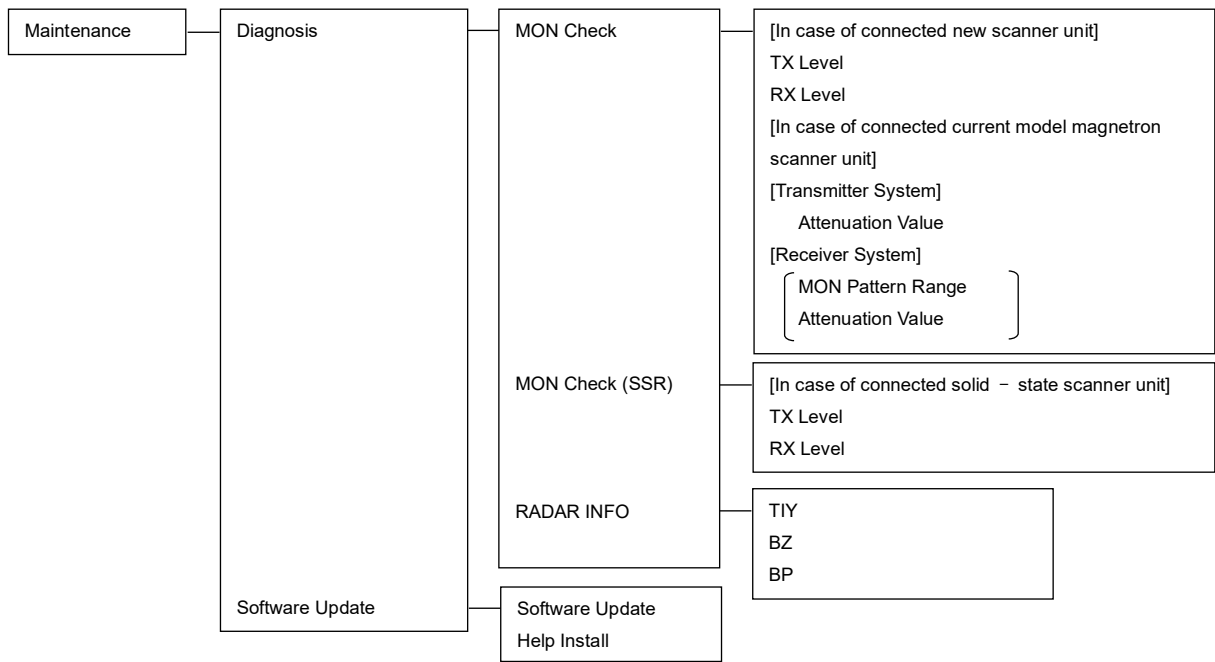 Maintenance
Diagnosis
MON Check
[In case of connected new scanner unit]
TX Level
RX Level
[In case of connected current model magnetron
scanner unit]
[Transmitter System]
Attenuation Value
[Receiver System]
MON Pattern Range
Attenuation Value
MON Check (SSR)
[In case of connected solid － state scanner unit]
TX Level
RX Level
RADAR INFO
TIY
BZ
BP
Software Update
Software Update
Help Install